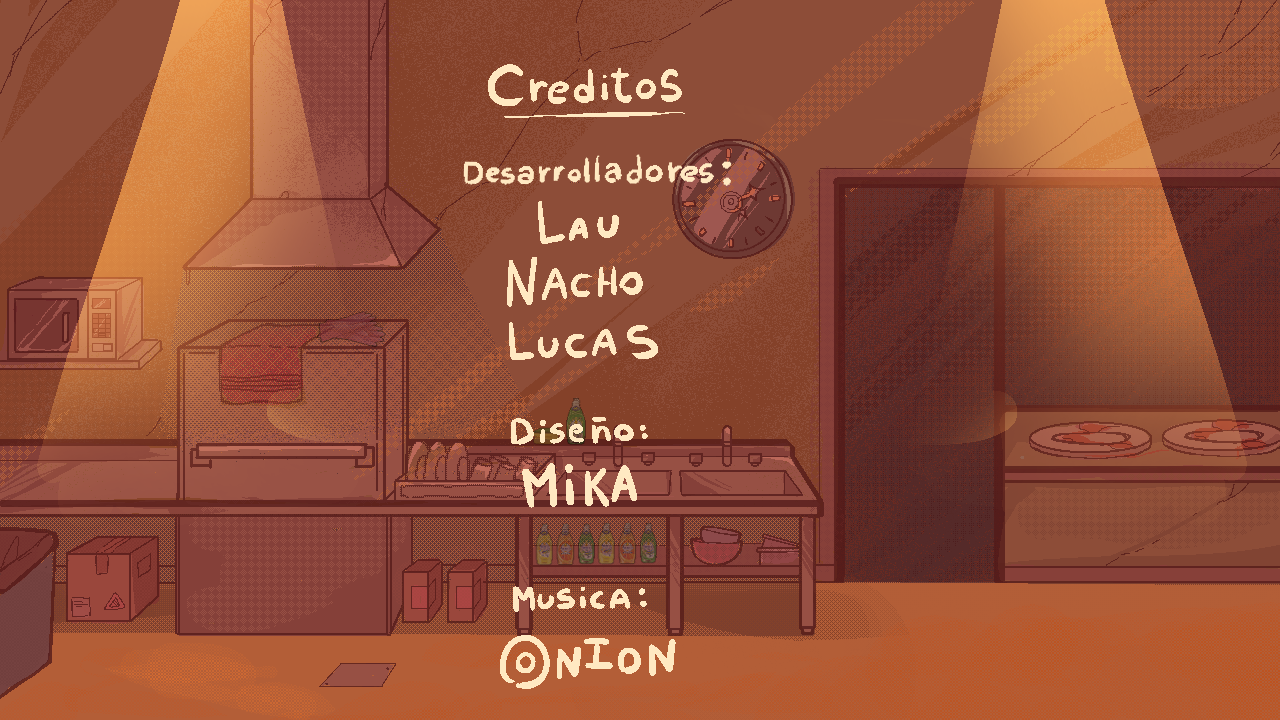 Creditos
Desarrolladores:
LAU
NACHO
LUCAS
Diseño:
MiKA
Musica:
ONION